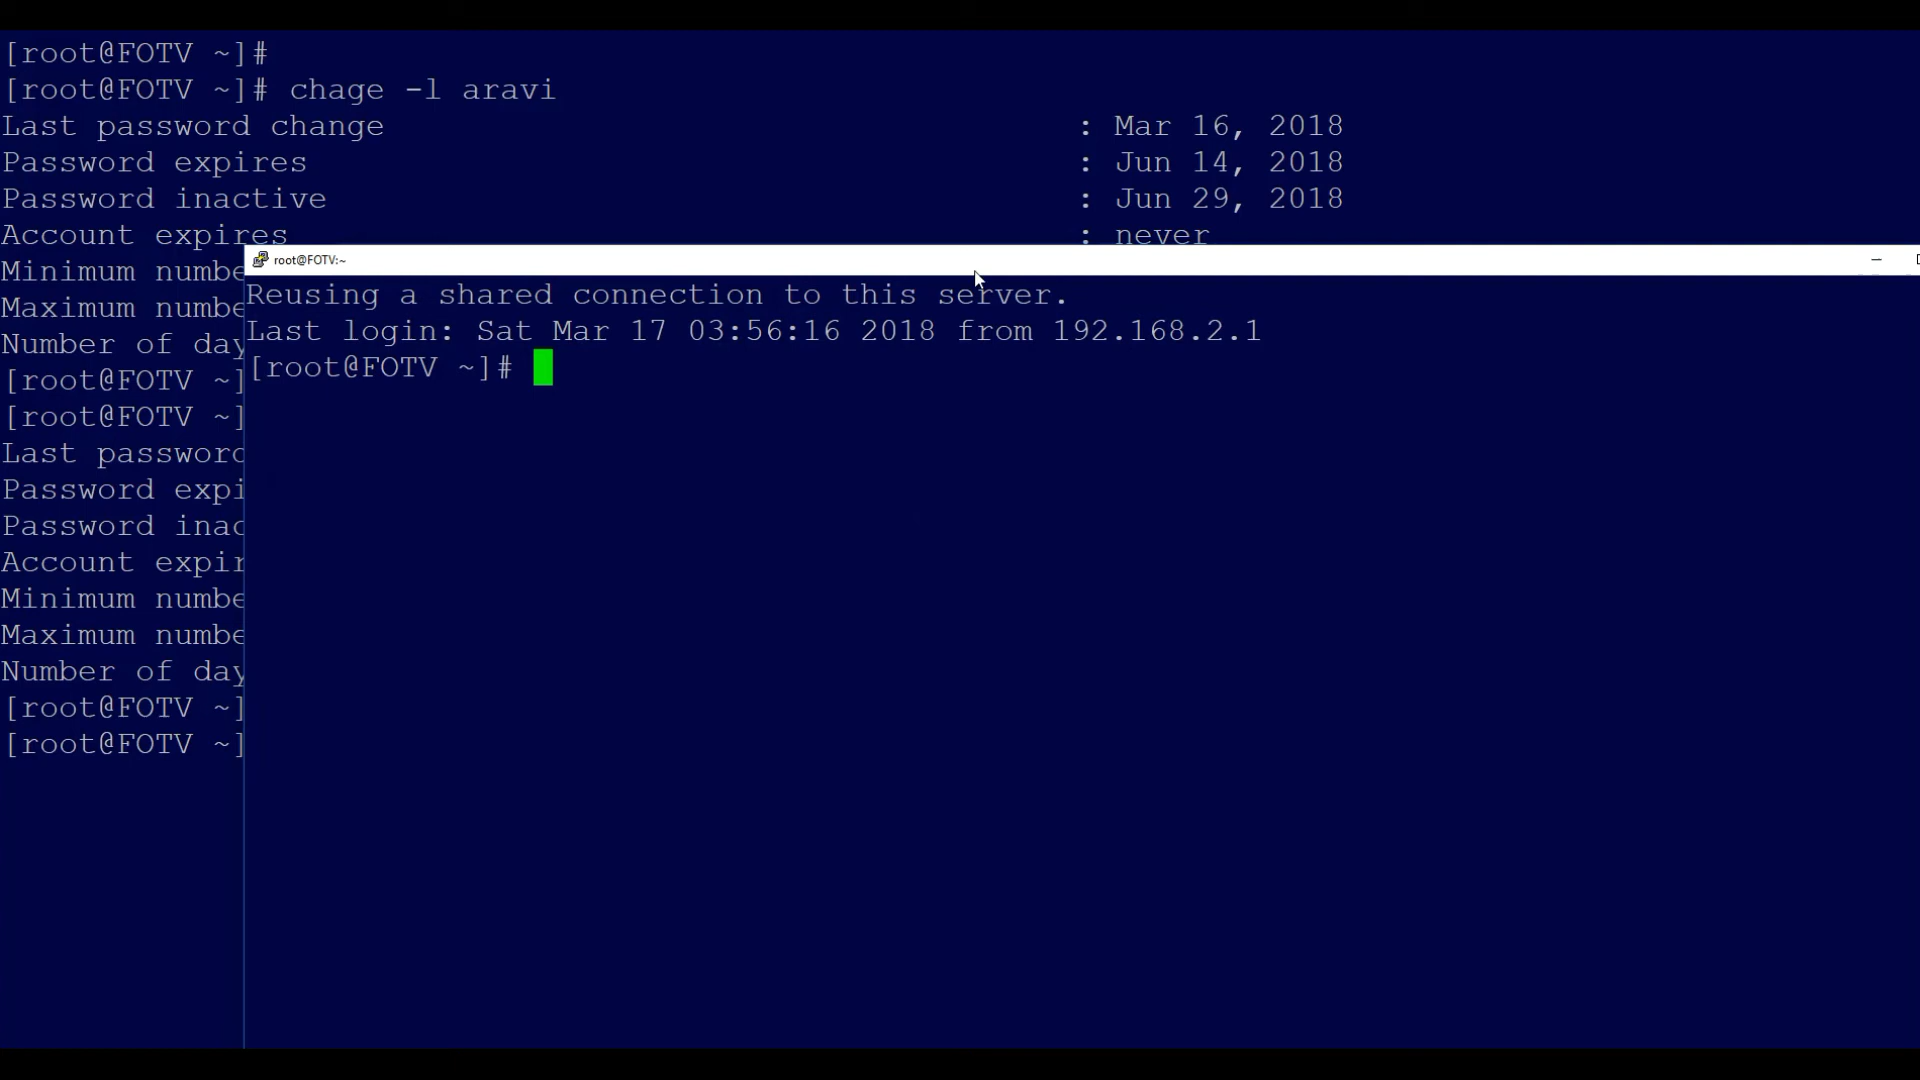 [root@FOTV ~]#
[root@FOTV ~]# chage -l aravi
Last password change : Mar 16, 2018
Password expires : Jun 14, 2018
Password inactive : Jun 29, 2018
Account expires : never
Minimum numbe
Maximum numbe
Number of day
[root@FOTV ~]
[root@FOTV ~]
Last password
Password expi
Password inac
Account expir
Minimum numbe
Maximum numbe
Number of day
[root@FOTV ~]
[root@FOTV ~]
root@FOTV:~
Reusing a shared connection to this server.
Last login: Sat Mar 17 03:56:16 2018 from 192.168.2.1
[root@FOTV ~]#